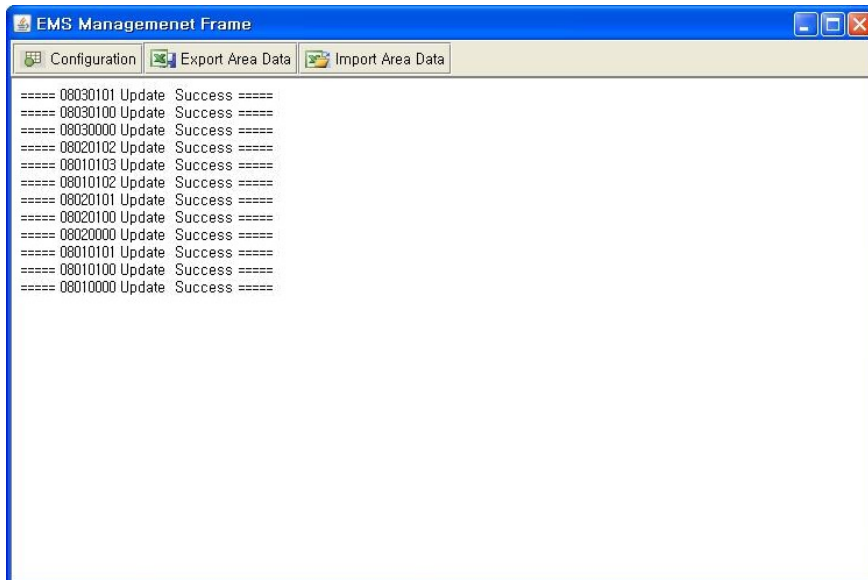 EMS Managemenet Frame
Configuration Export Area Data Import Area Data
===== 08030101 Update Success =====
===== 08030100 Update Success =====
===== 08030000 Update Success =====
===== 08020102 Update Success =====
===== 08010103 Update Success =====
===== 08010102 Update Success =====
===== 08020101 Update Success =====
===== 08020100 Update Success =====
===== 08020000 Update Success =====
===== 08010101 Update Success =====
===== 08010100 Update Success =====
===== 08010000 Update Success =====